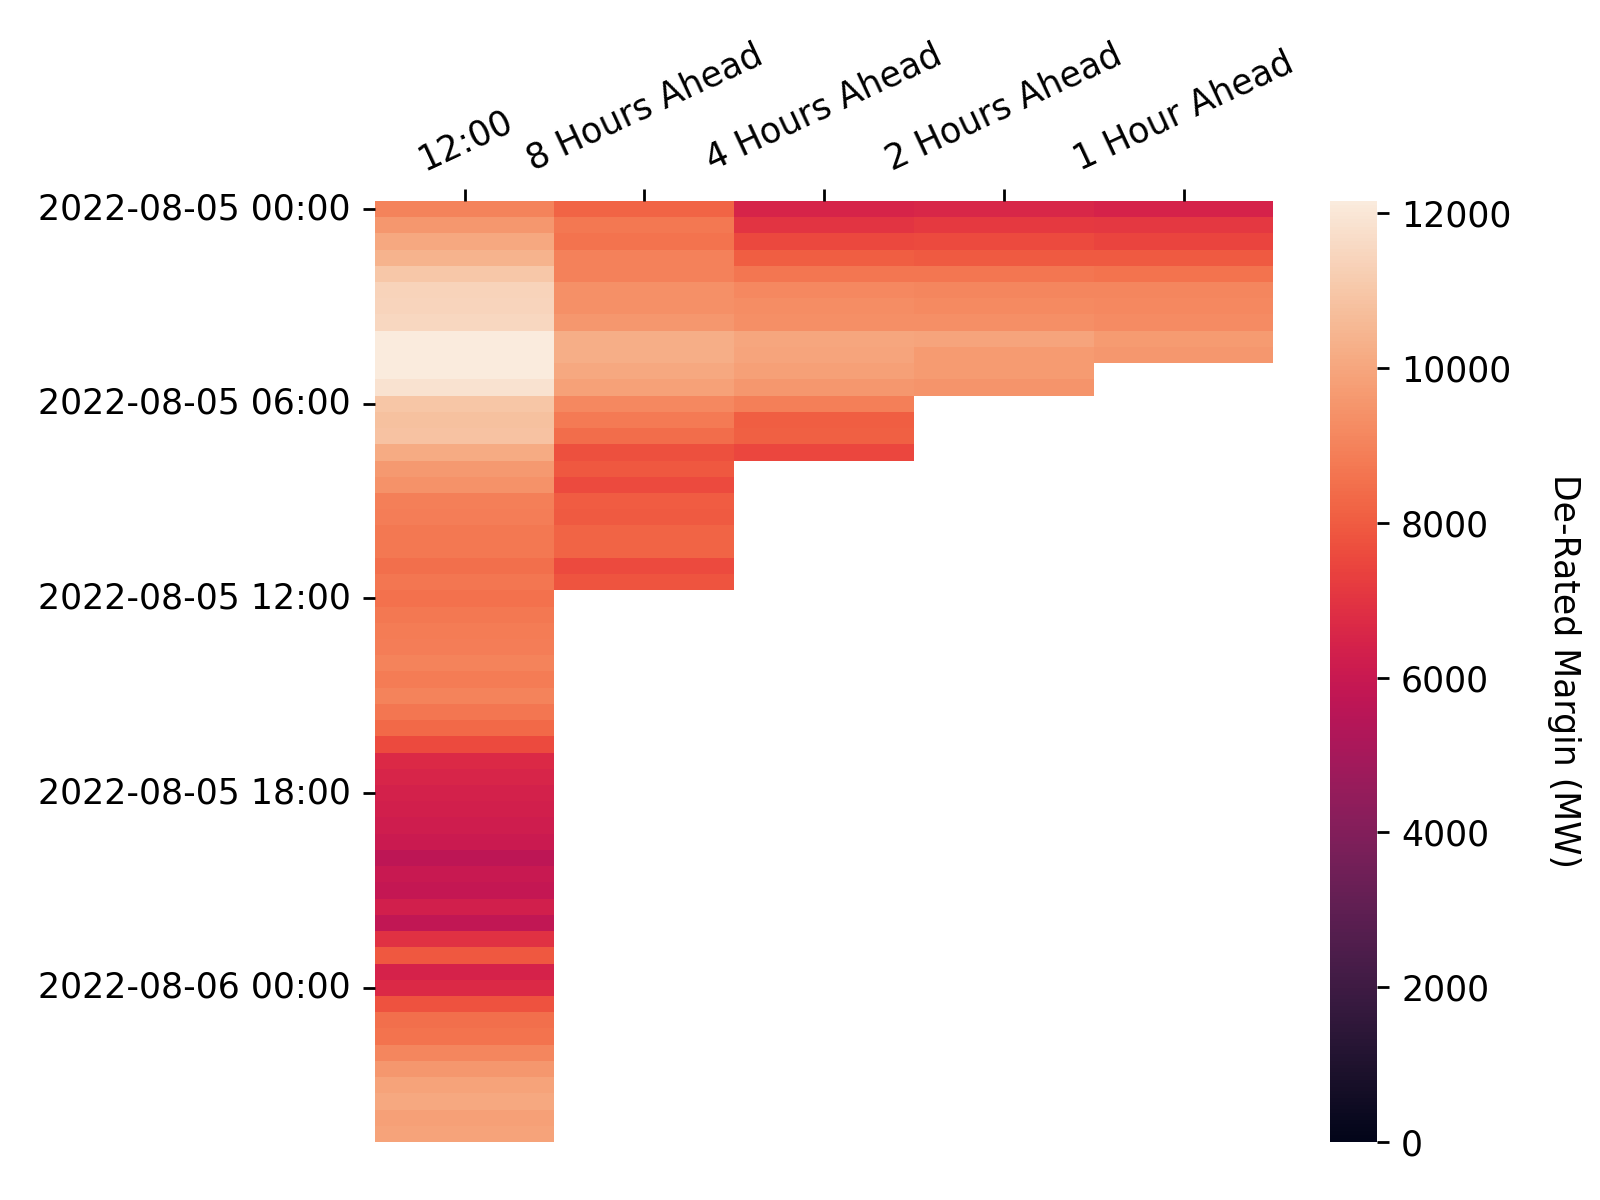 12:00
8 Hours Ahead
4 Hours Ahead
2 Hours Ahead
1 Hour Ahead
2022-08-05 00:00
2022-08-05 06:00
2022-08-05 12:00
2022-08-05 18:00
2022-08-06 00:00
12000
10000
8000
6000
4000
2000
0
De-Rated Margin (MW)